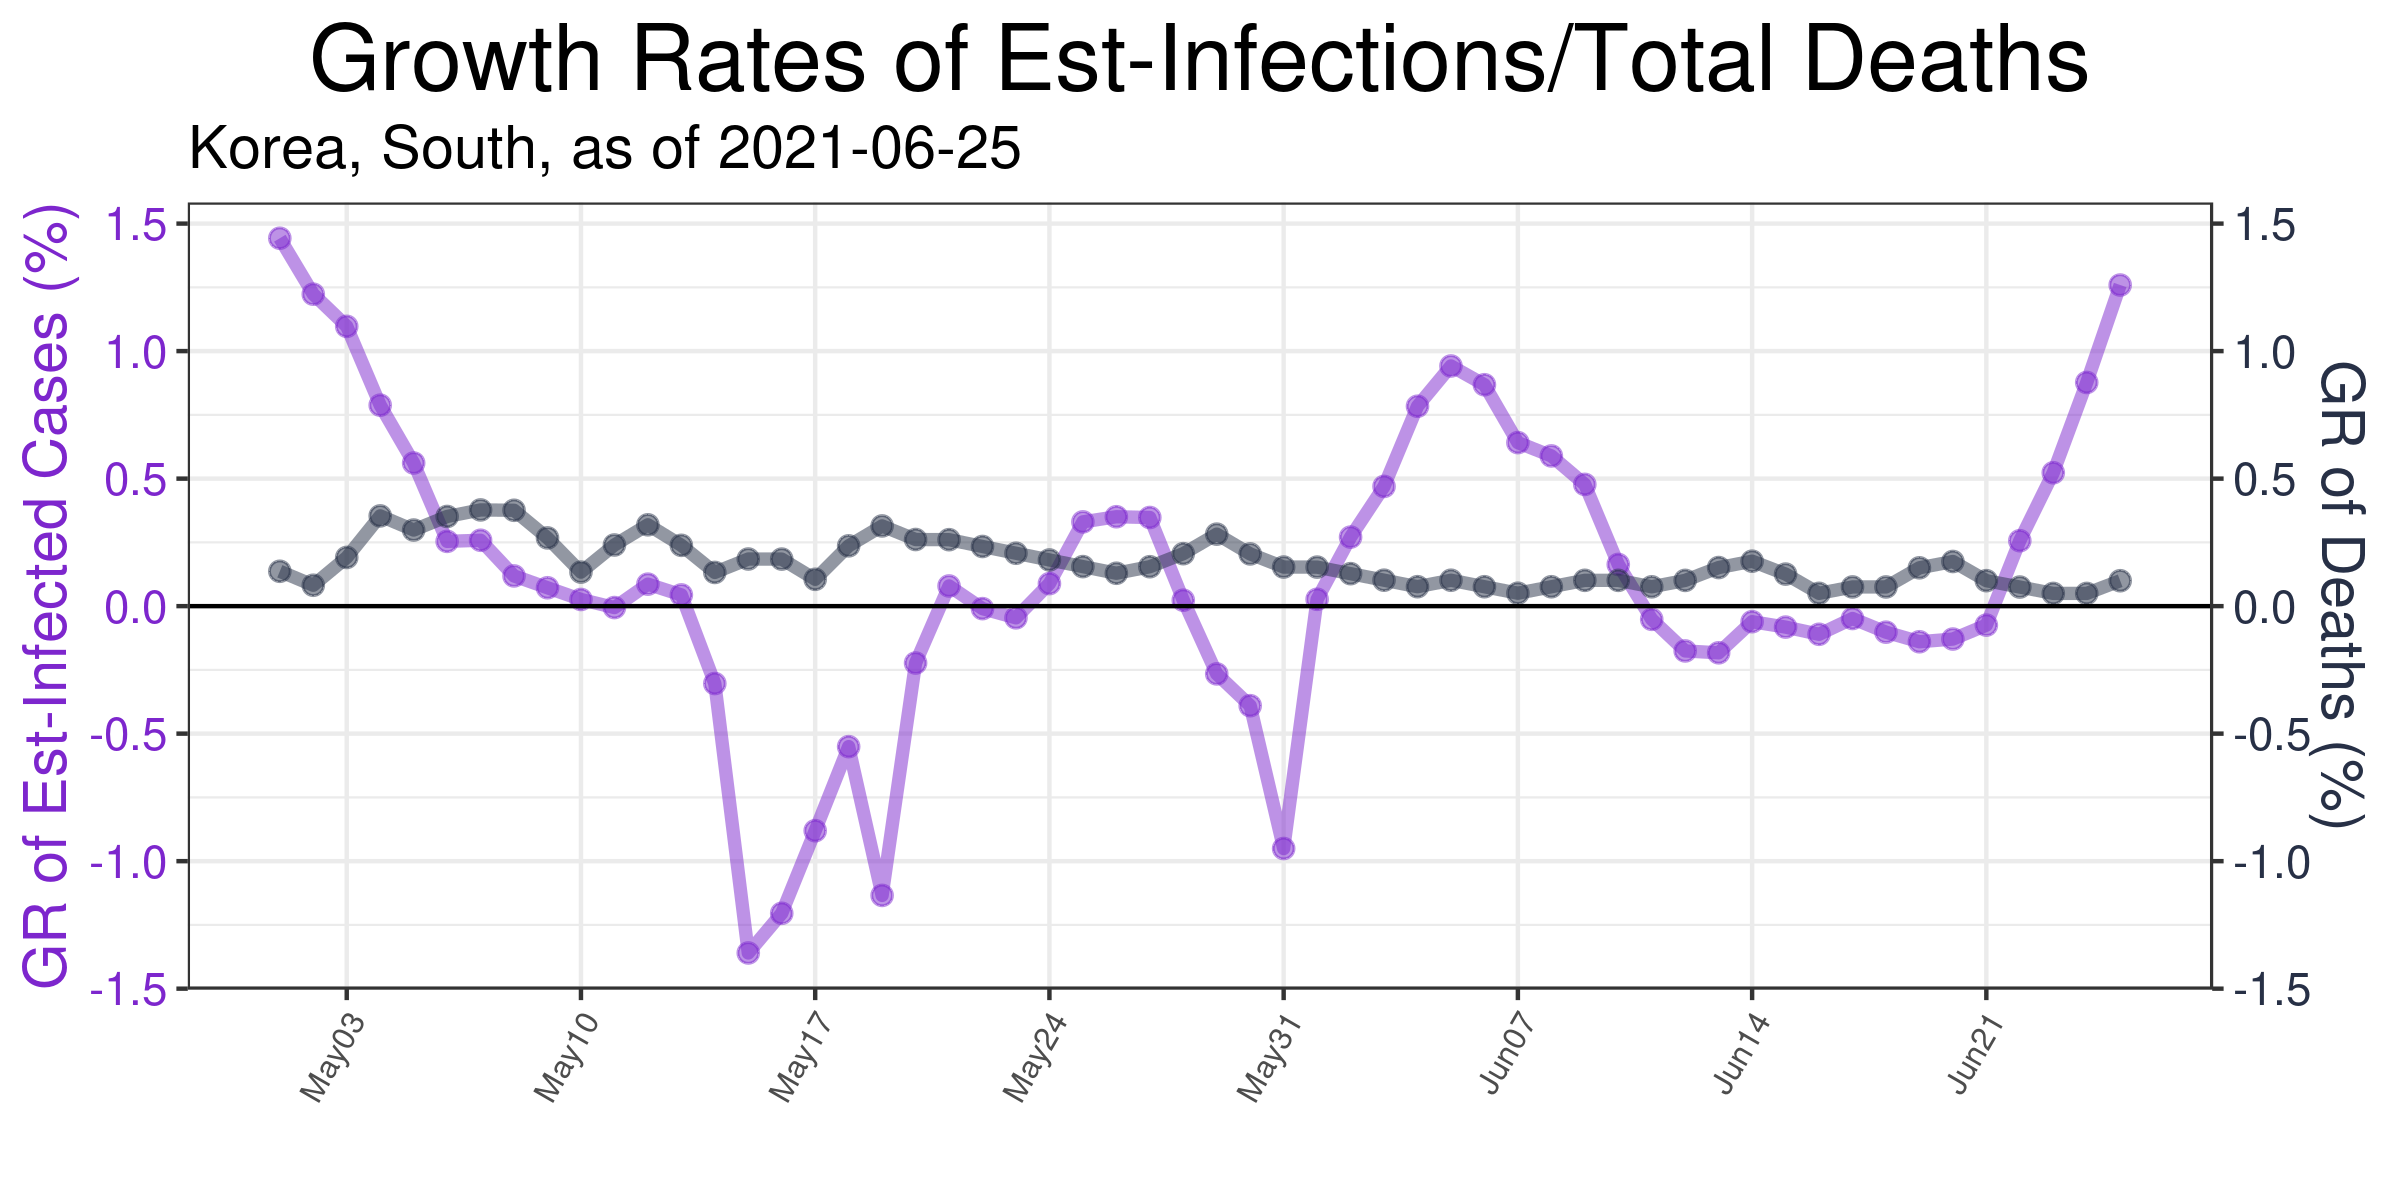 Growth Rates of Est-Infections/Total Deaths
Korea, South, as of 2021-06-25
GR of Est-Infected Cases (%)
1.5
1.0
0.5
0.0
-0.5
-1.0
-1.5
1.5
1.0
0.5
0.0
-0.5
-1.0
-1.5
GR of Deaths (%)
May03
May10
May17
May24
May31
Jun07
Jun14
Jun21